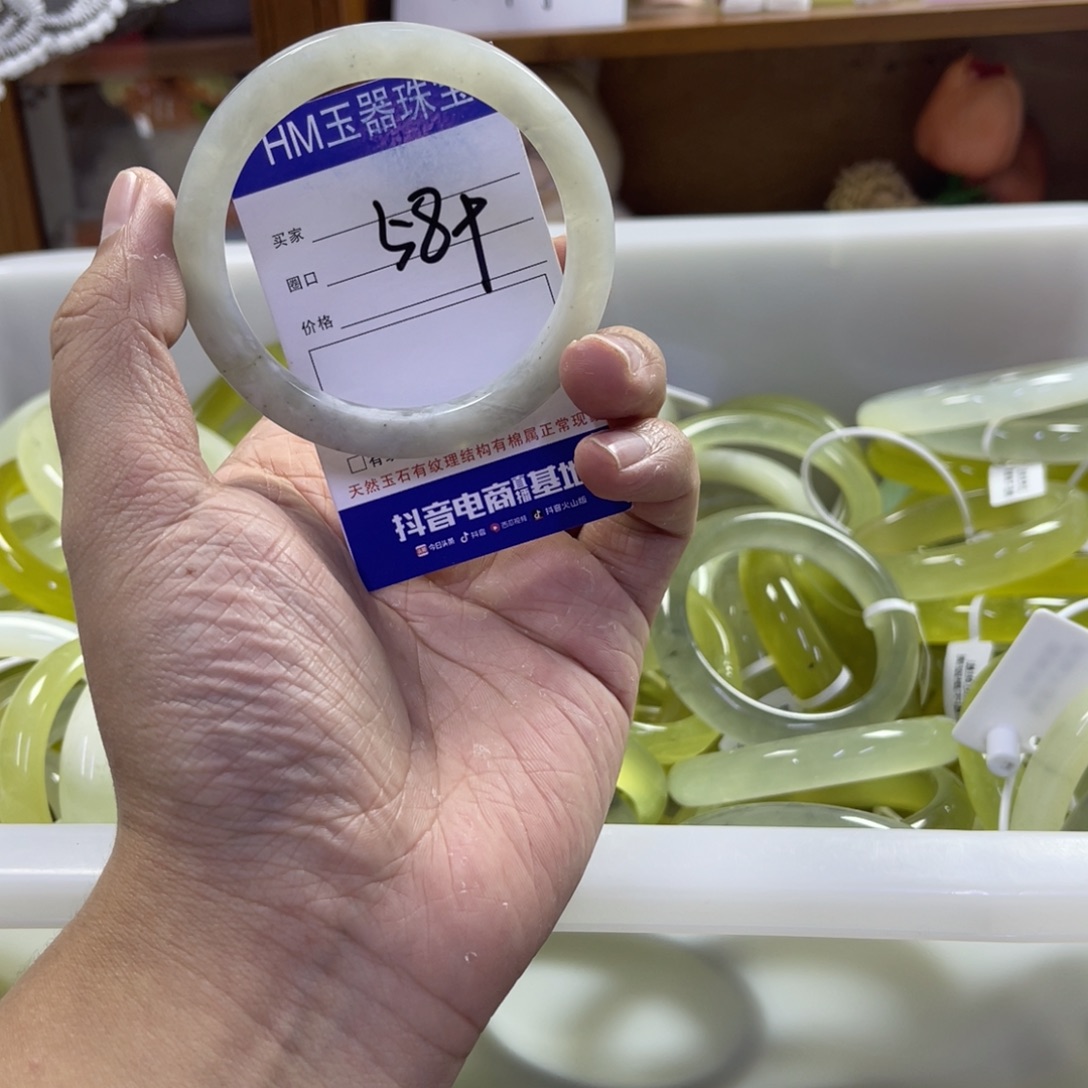 HM玉器珠宝
买家
58+
圈口
价格
天然玉石有纹理结构有棉属正常现
抖音电商直播基地
今日头条 抖音 西瓜视频 抖音火山版